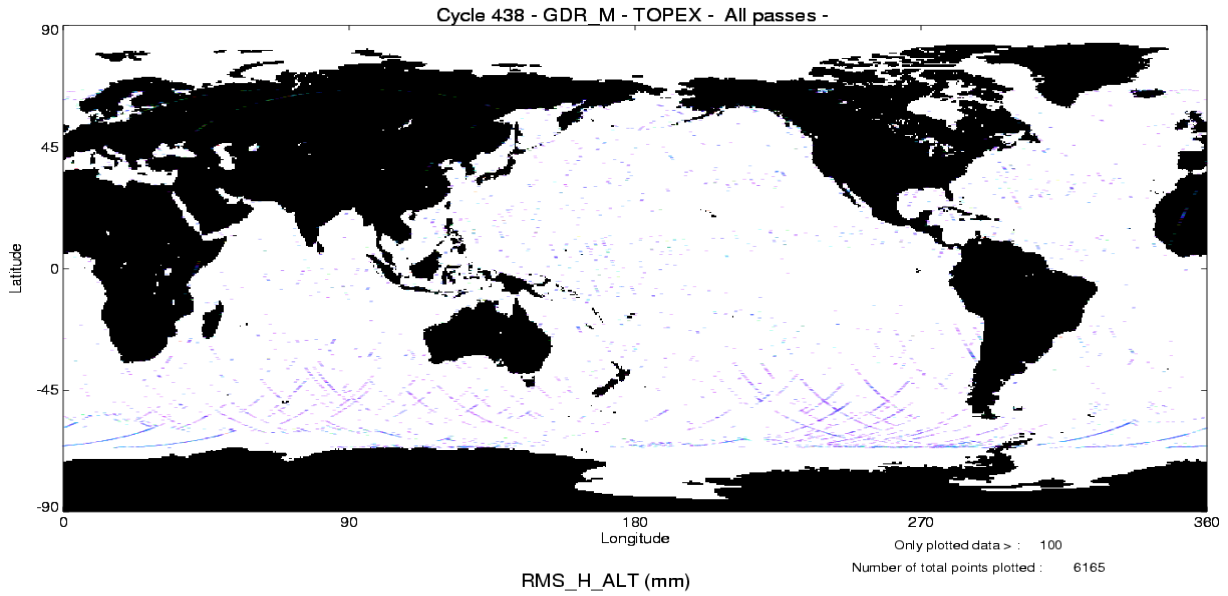 Cycle 438 - GDR_M - TOPEX - All passes -
90
45
0
-45
-90
Latitude
0 90 180 270 360
Longitude
Only plotted data > : 100
Number of total points plotted : 6165
RMS_H_ALT (mm)